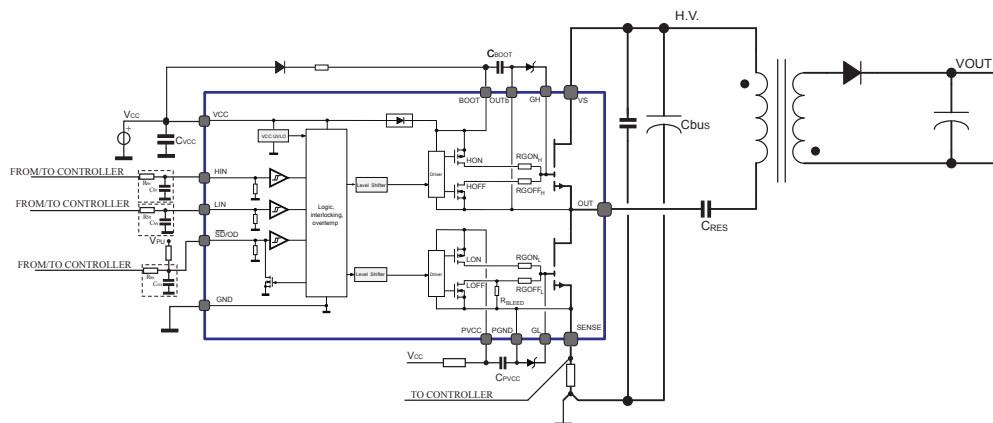 H.V.
CBOOT
VOUT
BOOT OUTb GH VS
VCC
VCC
VCC UVLO
CVCC
Cbus
HON
RGONH
Driver
FROM/TO CONTROLLER
HIN
HOFF
RGOFFH
Level Shifter
OUT
FROM/TO CONTROLLER
LIN
Logic,
interlocking,
overtemp
CRES
VPU
SD/OD
FROM/TO CONTROLLER
LON
RGONL
Level Shifter
Driver
LOFF
RGOFFL
RBLEED
GND
PVCC PGND GL SENSE
VCC
CPVCC
TO CONTROLLER